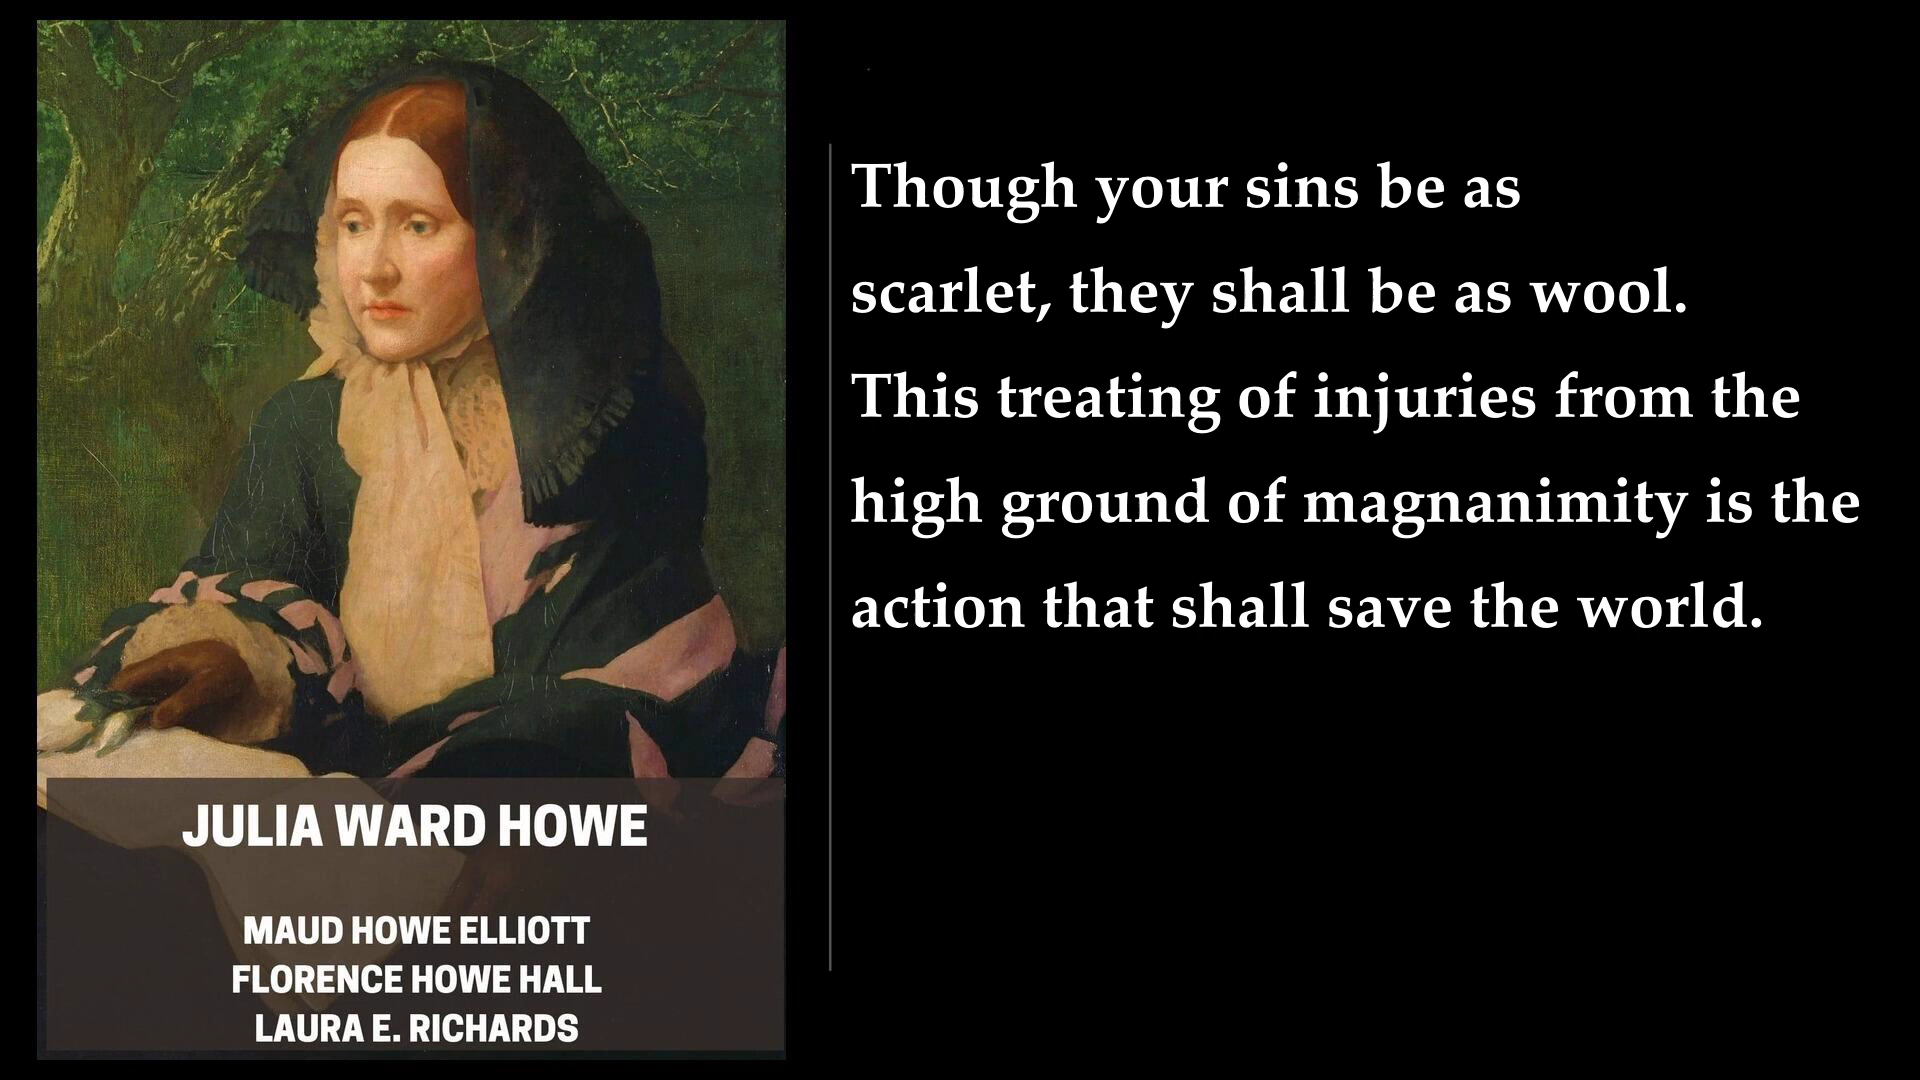 JULIA WARD HOWE
MAUD HOWE ELLIOTT
FLORENCE HOWE HALL
LAURA E. RICHARDS
Though your sins be as
scarlet, they shall be as wool.
This treating of injuries from the
high ground of magnanimity is the
action that shall save the world.